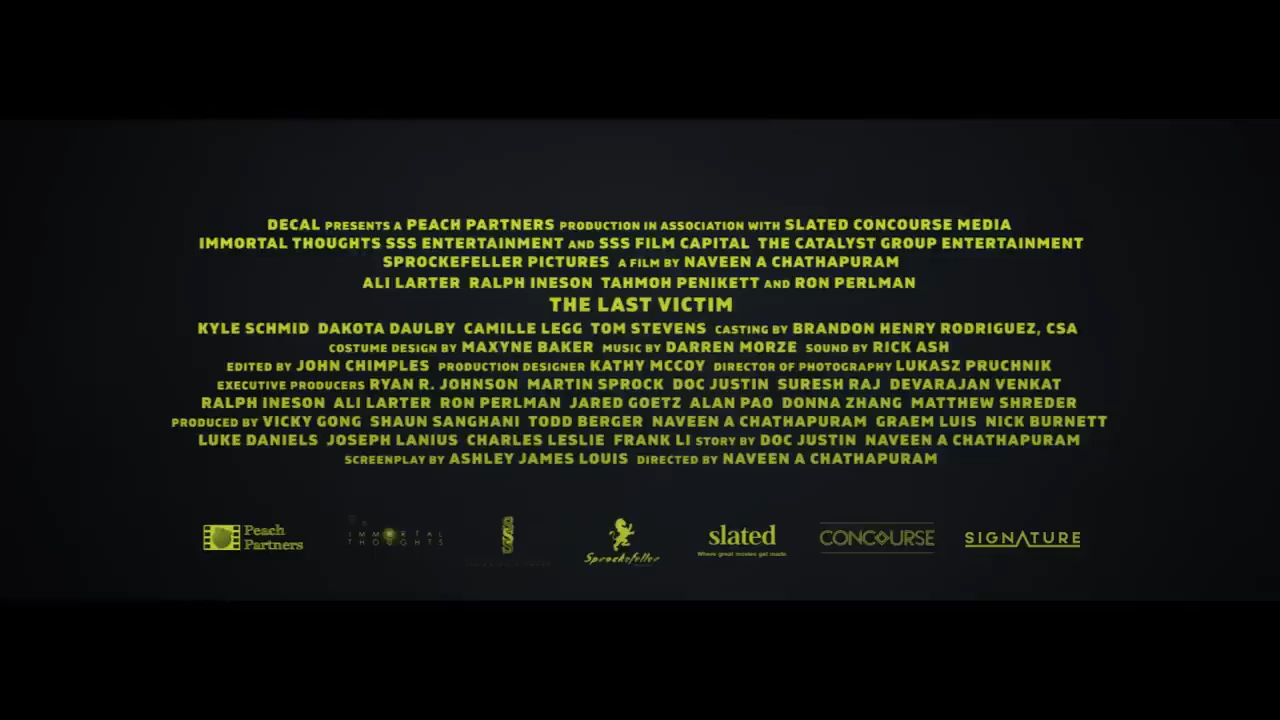 DECAL PRESENTS A PEACH PARTNERS PRODUCTION IN ASSOCIATION WITH SLATED CONCOURSE MEDIA
IMMORTAL THOUGHTS SSS ENTERTAINMENT AND SSS FILM CAPITAL THE CATALYST GROUP ENTERTAINMENT
SPROCKEFELLER PICTURES A FILM BY NAVEEN A CHATHAPURAM
ALI LARTER RALPH INESON TAHMOH PENIKETT AND RON PERLMAN
THE LAST VICTIM
KYLE SCHMID DAKOTA DAULBY CAMILLE LEGG TOM STEVENS CASTING BY BRANDON HENRY RODRIGUEZ, CSA
COSTUME DESIGN BY MAXYNE BAKER MUSIC BY DARREN MORZE SOUND BY RICK ASH
EDITED BY JOHN CHIMPLES PRODUCTION DESIGNER KATHY MCCOY DIRECTOR OF PHOTOGRAPHY LUKASZ PRUCHNIK
EXECUTIVE PRODUCERS RYAN R. JOHNSON MARTIN SPROCK DOC JUSTIN SURESH RAJ DEVARAJAN VENKAT
RALPH INESON ALI LARTER RON PERLMAN JARED GOETZ ALAN PAO DONNA ZHANG MATTHEW SHREDER
PRODUCED BY VICKY GONG SHAUN SANGHANI TODD BERGER NAVEEN A CHATHAPURAM GRAEM LUIS NICK BURNETT
LUKE DANIELS JOSEPH LANIUS CHARLES LESLIE FRANK LI STORY BY DOC JUSTIN NAVEEN A CHATHAPURAM
SCREENPLAY BY ASHLEY JAMES LOUIS DIRECTED BY NAVEEN A CHATHAPURAM
Peach
Partners
IMMORTAL
THOUGHTS
SSS
Sprockefeller
slated
Where great movies get made.
CONCOURSE
SIGNATURE